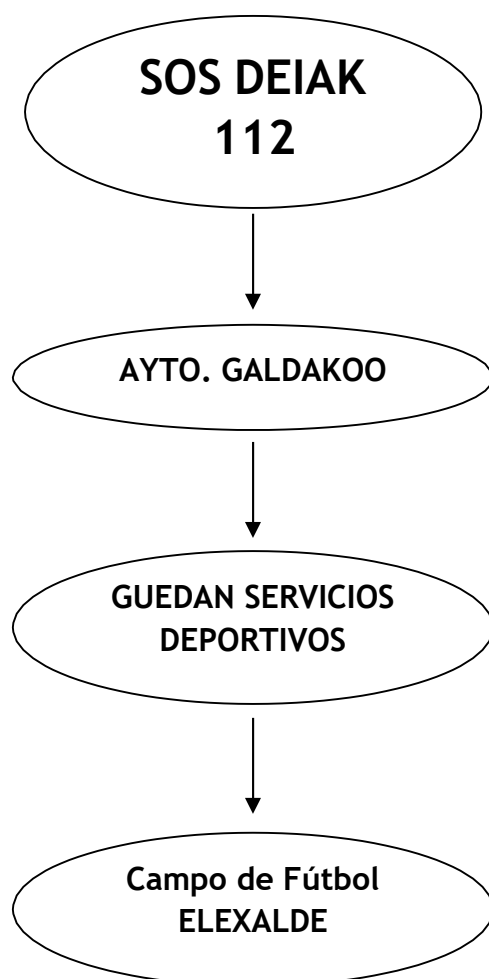 SOS DEIAK
112
AYTO. GALDAKOO
GUEDAN SERVICIOS
DEPORTIVOS
Campo de Fútbol
ELEXALDE